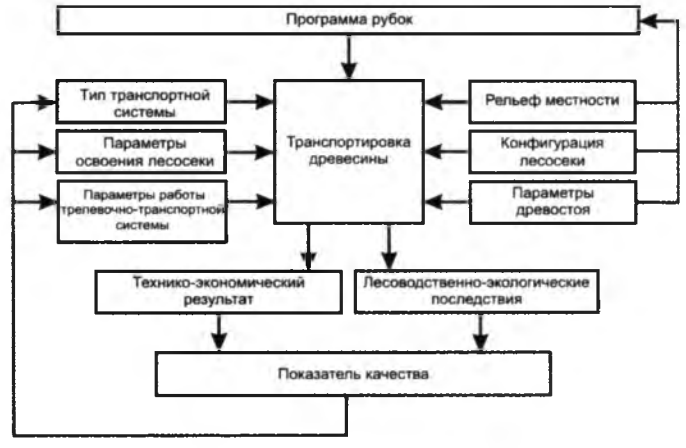 Программа рубок
Тип транспортной
системы
Параметры
освоения лесосеки
Параметры работы
трелевочно-транспортной
системы
Транспортировка
древесины
Рельеф местности
Конфигурация
лесосеки
Параметры
древостоя
Технико-экономический
результат
Лесоводственно-экологические
последствия
Показатель качества